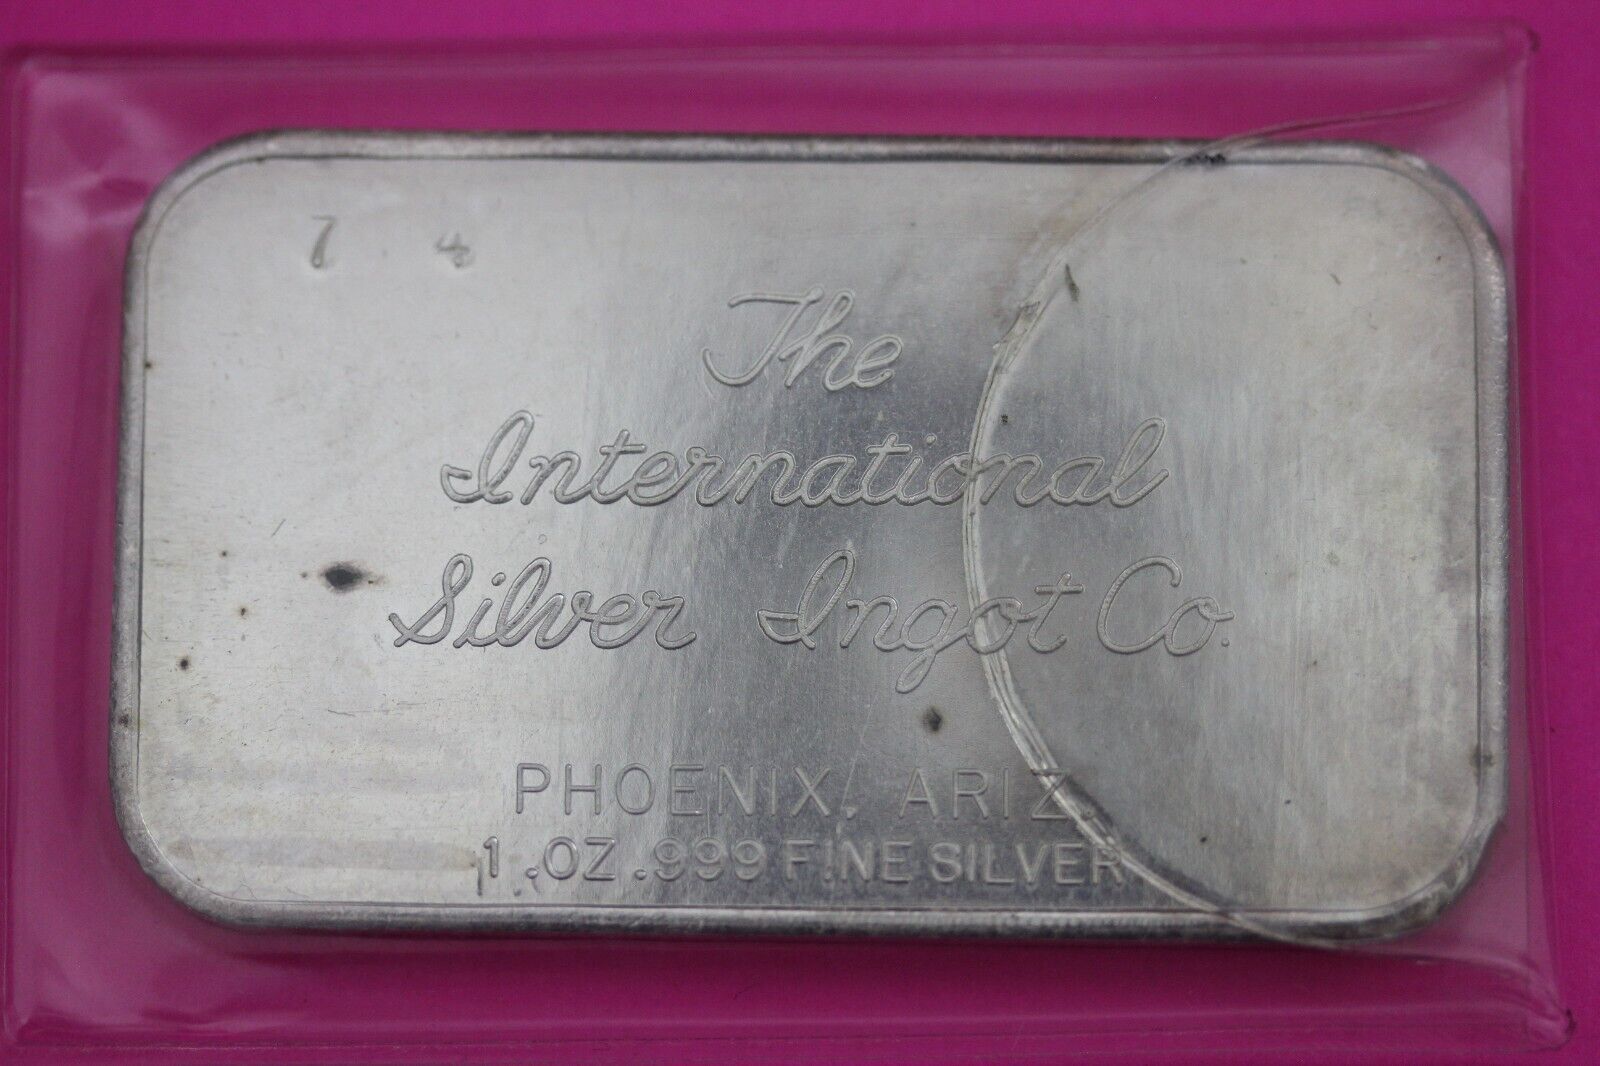 7 4
The
International
Silver Ingot Co.
PHOENIX, ARIZ.
1 .OZ .999 FINE SILVER